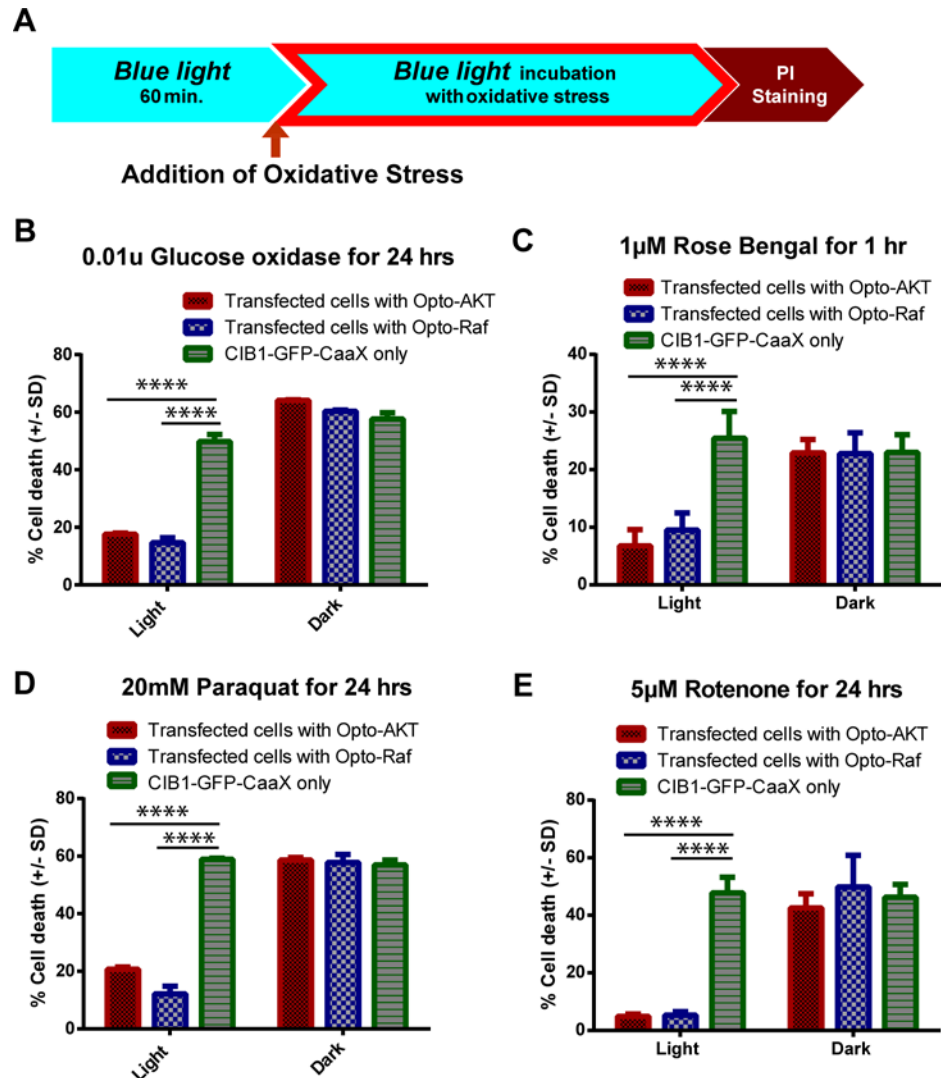 A
Blue light
60 min.
Blue light incubation
with oxidative stress
PI
Staining
Addition of Oxidative Stress
B
0.01u Glucose oxidase for 24 hrs
Transfected cells with Opto-AKT
Transfected cells with Opto-Raf
CIB1-GFP-CaaX only
% Cell death (+/- SD)
80
60
40
20
0
****
****
Light
Dark
C
1µM Rose Bengal for 1 hr
Transfected cells with Opto-AKT
Transfected cells with Opto-Raf
CIB1-GFP-CaaX only
% Cell death (+/- SD)
40
30
20
10
0
****
****
Light
Dark
D
20mM Paraquat for 24 hrs
Transfected cells with Opto-AKT
Transfected cells with Opto-Raf
CIB1-GFP-CaaX only
% Cell death (+/- SD)
80
60
40
20
0
****
****
Light
Dark
E
5µM Rotenone for 24 hrs
Transfected cells with Opto-AKT
Transfected cells with Opto-Raf
CIB1-GFP-CaaX only
% Cell death (+/- SD)
80
60
40
20
0
****
****
Light
Dark